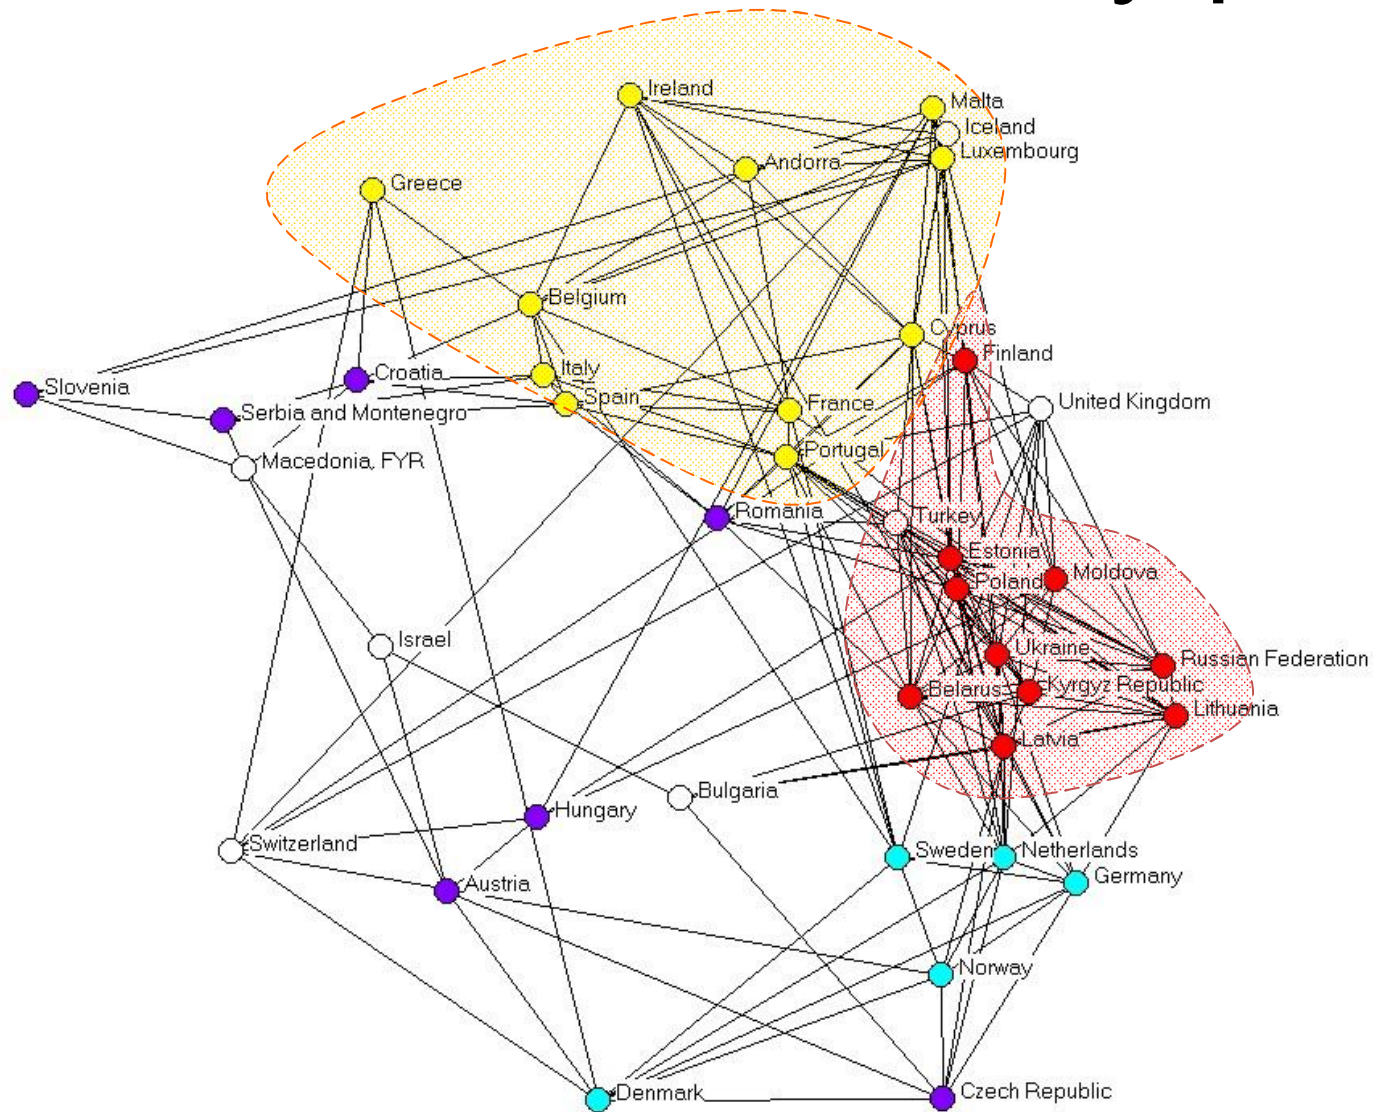 Ireland
Malta
Iceland
Luxembourg
Andorra
Greece
Belgium
Cyprus
Finland
Italy
Croatia
Slovenia
Spain
France
United Kingdom
Serbia and Montenegro
Portugal
Macedonia, FYR
Romania
Turkey
Estonia
Moldova
Poland
Israel
Ukraine
Russian Federation
Belarus
Kyrgyz Republic
Lithuania
Latvia
Bulgaria
Hungary
Switzerland
Sweden
Netherlands
Germany
Austria
Norway
Denmark
Czech Republic